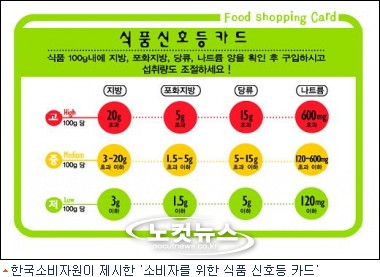 Food Shopping Card
식품신호등카드
식품 100g내에 지방, 포화지방, 당류, 나트륨 양을 확인 후 구입하시고
섭취량도 조절하세요!
지방 포화지방 당류 나트륨
고 High 100g 당 20g 초과 5g 초과 15g 초과 600mg 초과
중 Medium 100g 당 3~20g 초과 이하 1.5~5g 초과 이하 5~15g 초과 이하 120~600mg 초과 이하
저 Low 100g 당 3g 이하 1.5g 이하 5g 이하 120mg 이하
노컷뉴스
nocutnews.co.kr
▲한국소비자원이 제시한 '소비자를 위한 식품 신호등 카드'